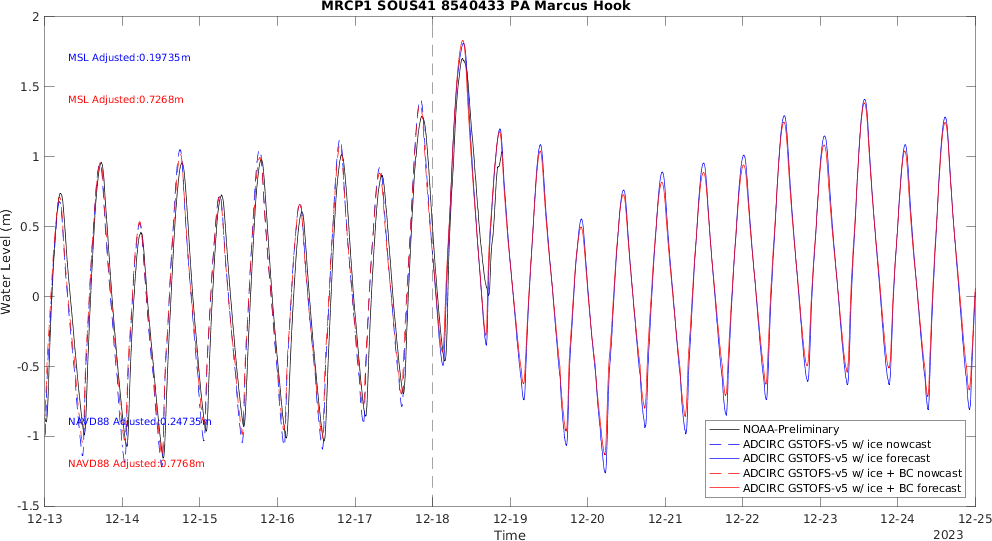 MRCP1 SOUS41 8540433 PA Marcus Hook
Water Level (m)
2
1.5
1
0.5
0
-0.5
-1
-1.5
MSL Adjusted:0.19735m
MSL Adjusted:0.7268m
NAVD88 Adjusted:0.24735m
NAVD88 Adjusted:0.7768m
NOAA-Preliminary
ADCIRC GSTOFS-v5 w/ ice nowcast
ADCIRC GSTOFS-v5 w/ ice forecast
ADCIRC GSTOFS-v5 w/ ice + BC nowcast
ADCIRC GSTOFS-v5 w/ ice + BC forecast
12-13 12-14 12-15 12-16 12-17 12-18 12-19 12-20 12-21 12-22 12-23 12-24 12-25
Time
2023